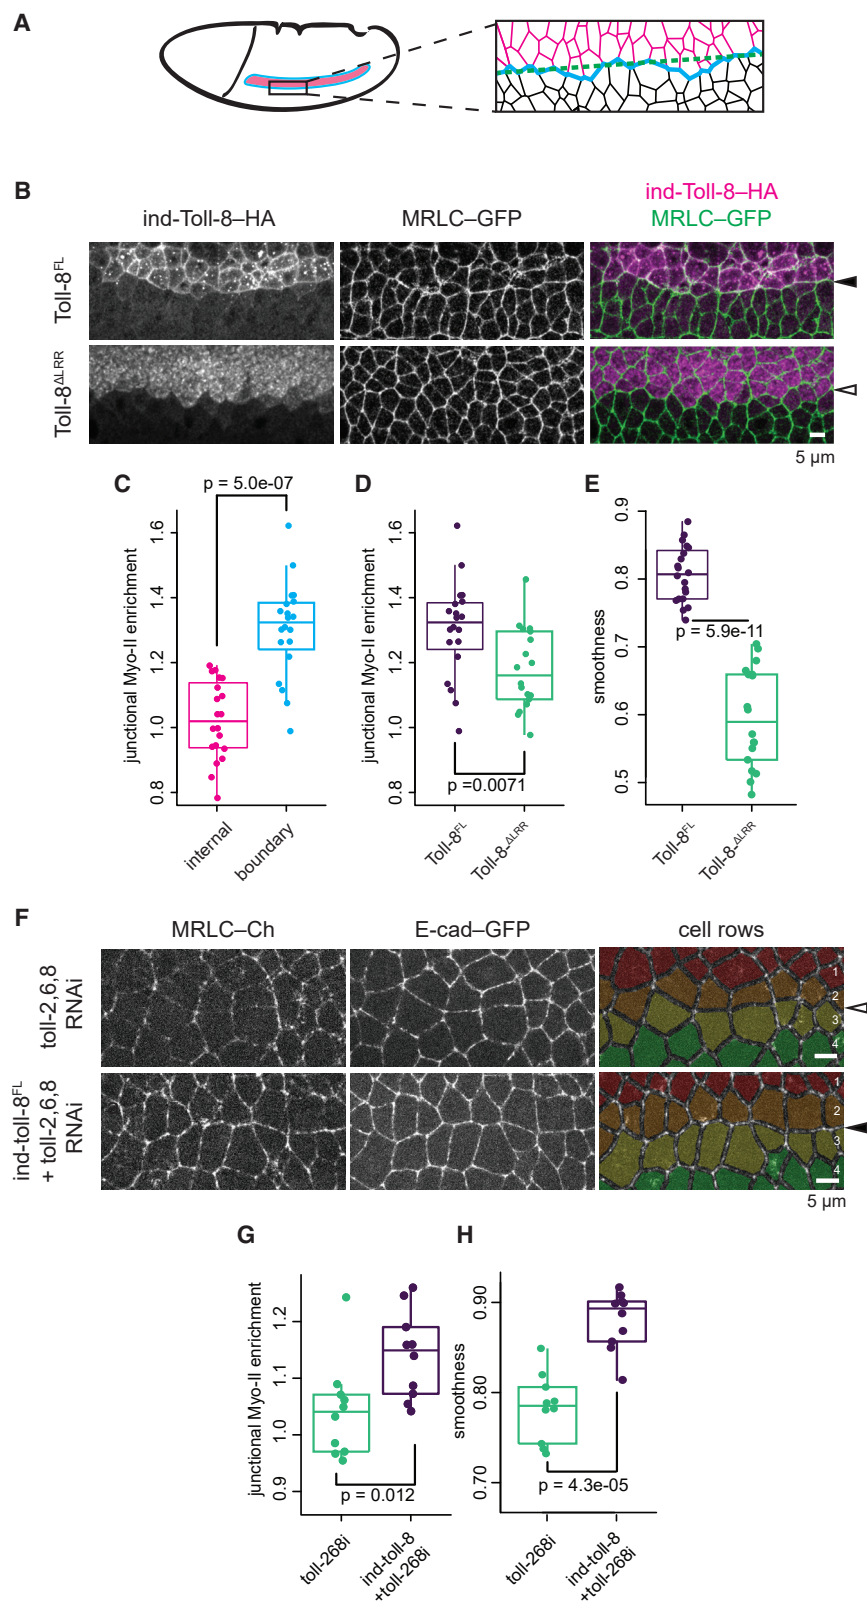 A
B
ind-Toll-8–HA
MRLC–GFP
ind-Toll-8–HA
MRLC–GFP
Toll-8FL
Toll-8ΔLRR
5 µm
C
p = 5.0e-07
junctional Myo-II enrichment
0.8
1.0
1.2
1.4
1.6
internal
boundary
D
junctional Myo-II enrichment
0.8
1.0
1.2
1.4
1.6
p =0.0071
Toll-8FL
Toll-8-ΔLRR
E
smoothness
0.5
0.6
0.7
0.8
0.9
p = 5.9e-11
Toll-8FL
Toll-8-ΔLRR
F
MRLC–Ch
E-cad–GFP
cell rows
toll-2,6,8
RNAi
1
2
3
4
ind-toll-8FL
+ toll-2,6,8
RNAi
1
2
3
4
5 µm
G
junctional Myo-II enrichment
0.9
1.0
1.1
1.2
p = 0.012
toll-268i
ind-toll-8
+toll-268i
H
smoothness
0.70
0.80
0.90
p = 4.3e-05
toll-268i
ind-toll-8
+toll-268i